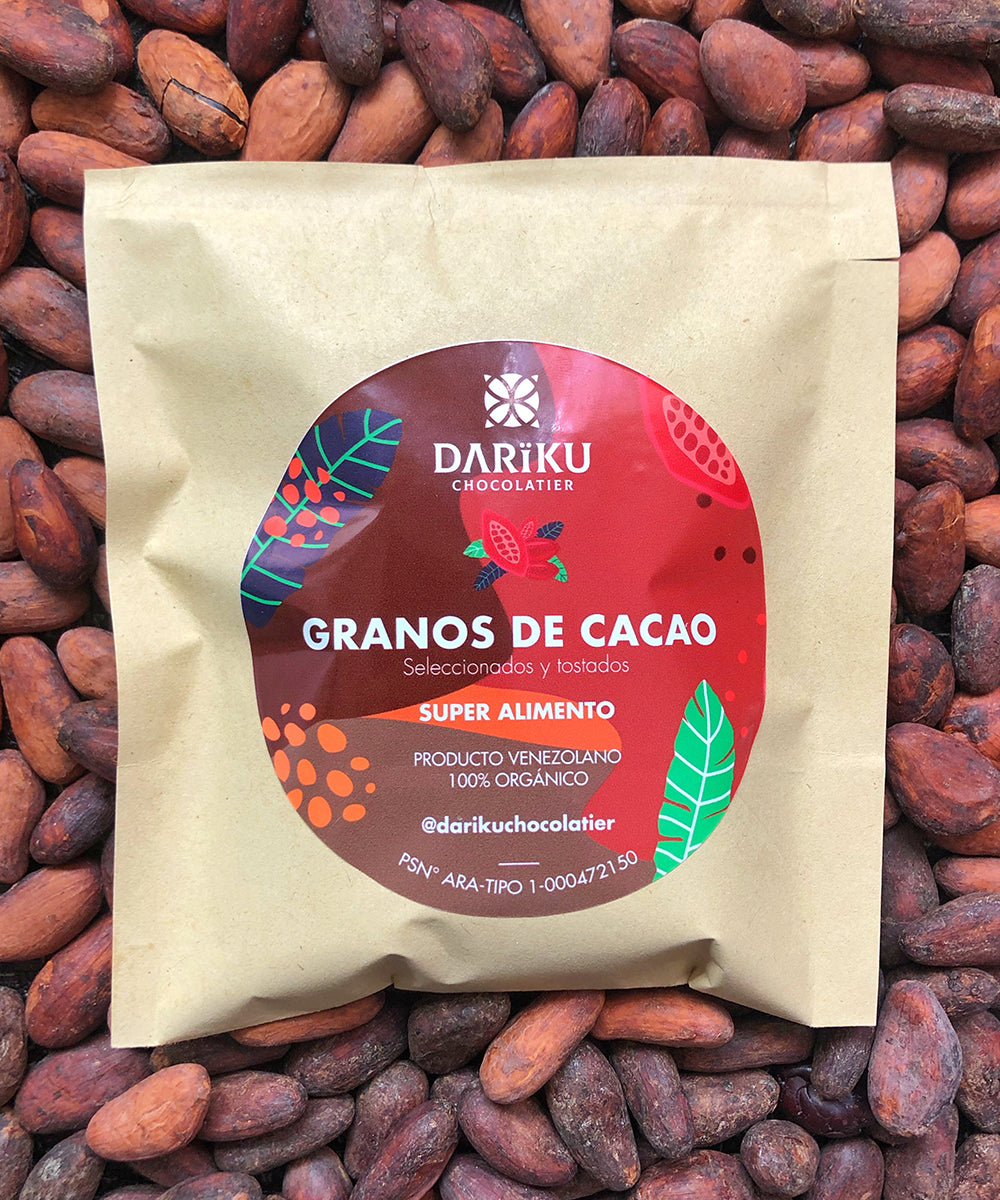 DARïKU
CHOCOLATIER
GRANOS DE CACAO
Seleccionados y tostados
SUPER ALIMENTO
PRODUCTO VENEZOLANO
100% ORGÁNICO
@darikuchocolatier
PSN° ARA-TIPO 1-000472150